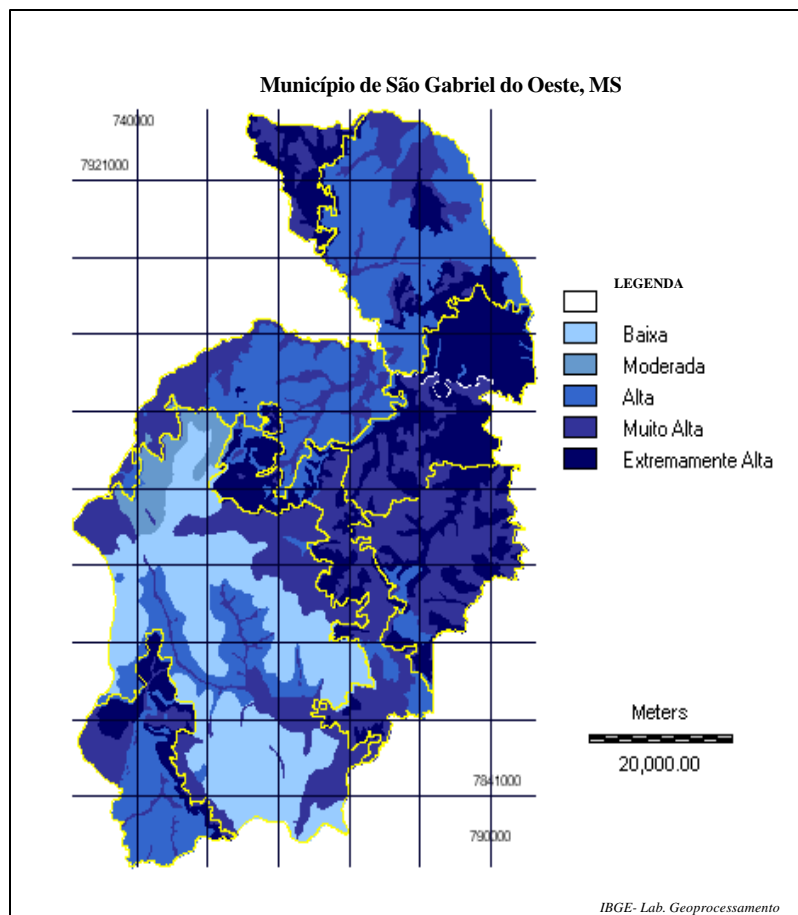 Município de São Gabriel do Oeste, MS
740000
7921000
LEGENDA
Baixa
Moderada
Alta
Muito Alta
Extremamente Alta
Meters
20,000.00
7841000
790000
IBGE- Lab. Geoprocessamento